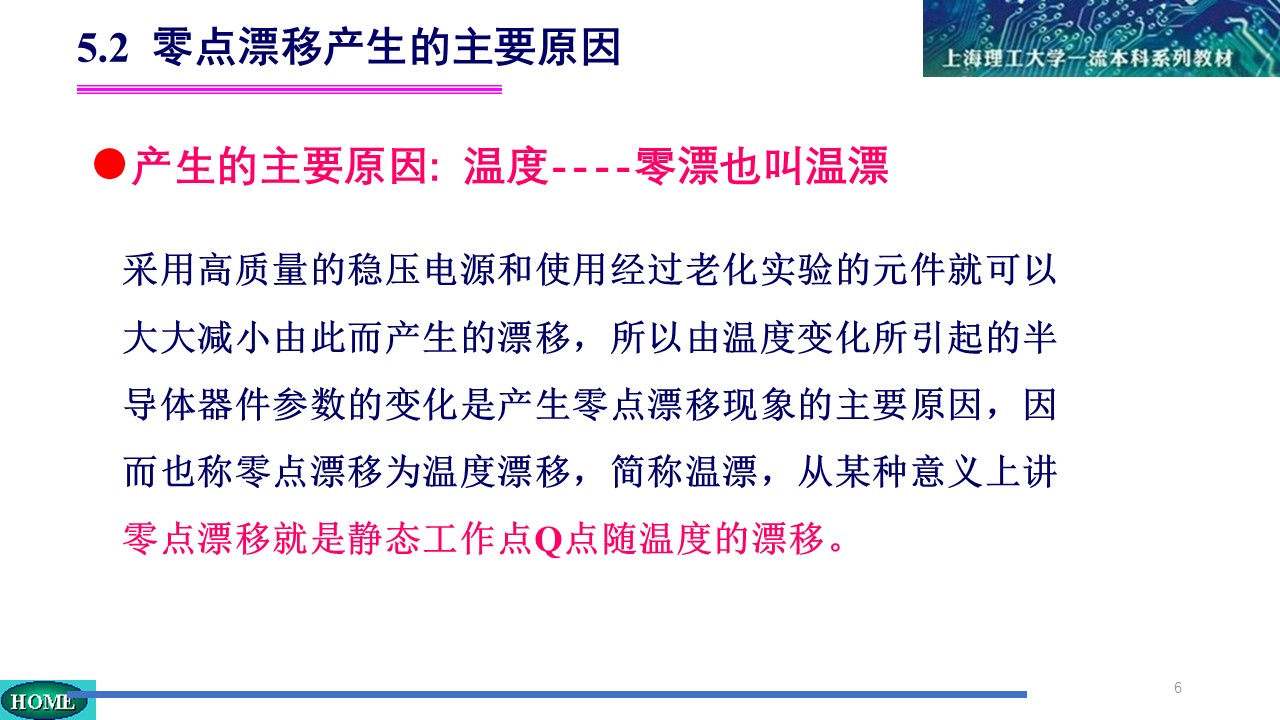 5.2 零点漂移产生的主要原因
上海理工大学一流本科系列教材
●产生的主要原因: 温度----零漂也叫温漂
采用高质量的稳压电源和使用经过老化实验的元件就可以
大大减小由此而产生的漂移，所以由温度变化所引起的半
导体器件参数的变化是产生零点漂移现象的主要原因，因
而也称零点漂移为温度漂移，简称温漂，从某种意义上讲
零点漂移就是静态工作点Q点随温度的漂移。
HOME
6